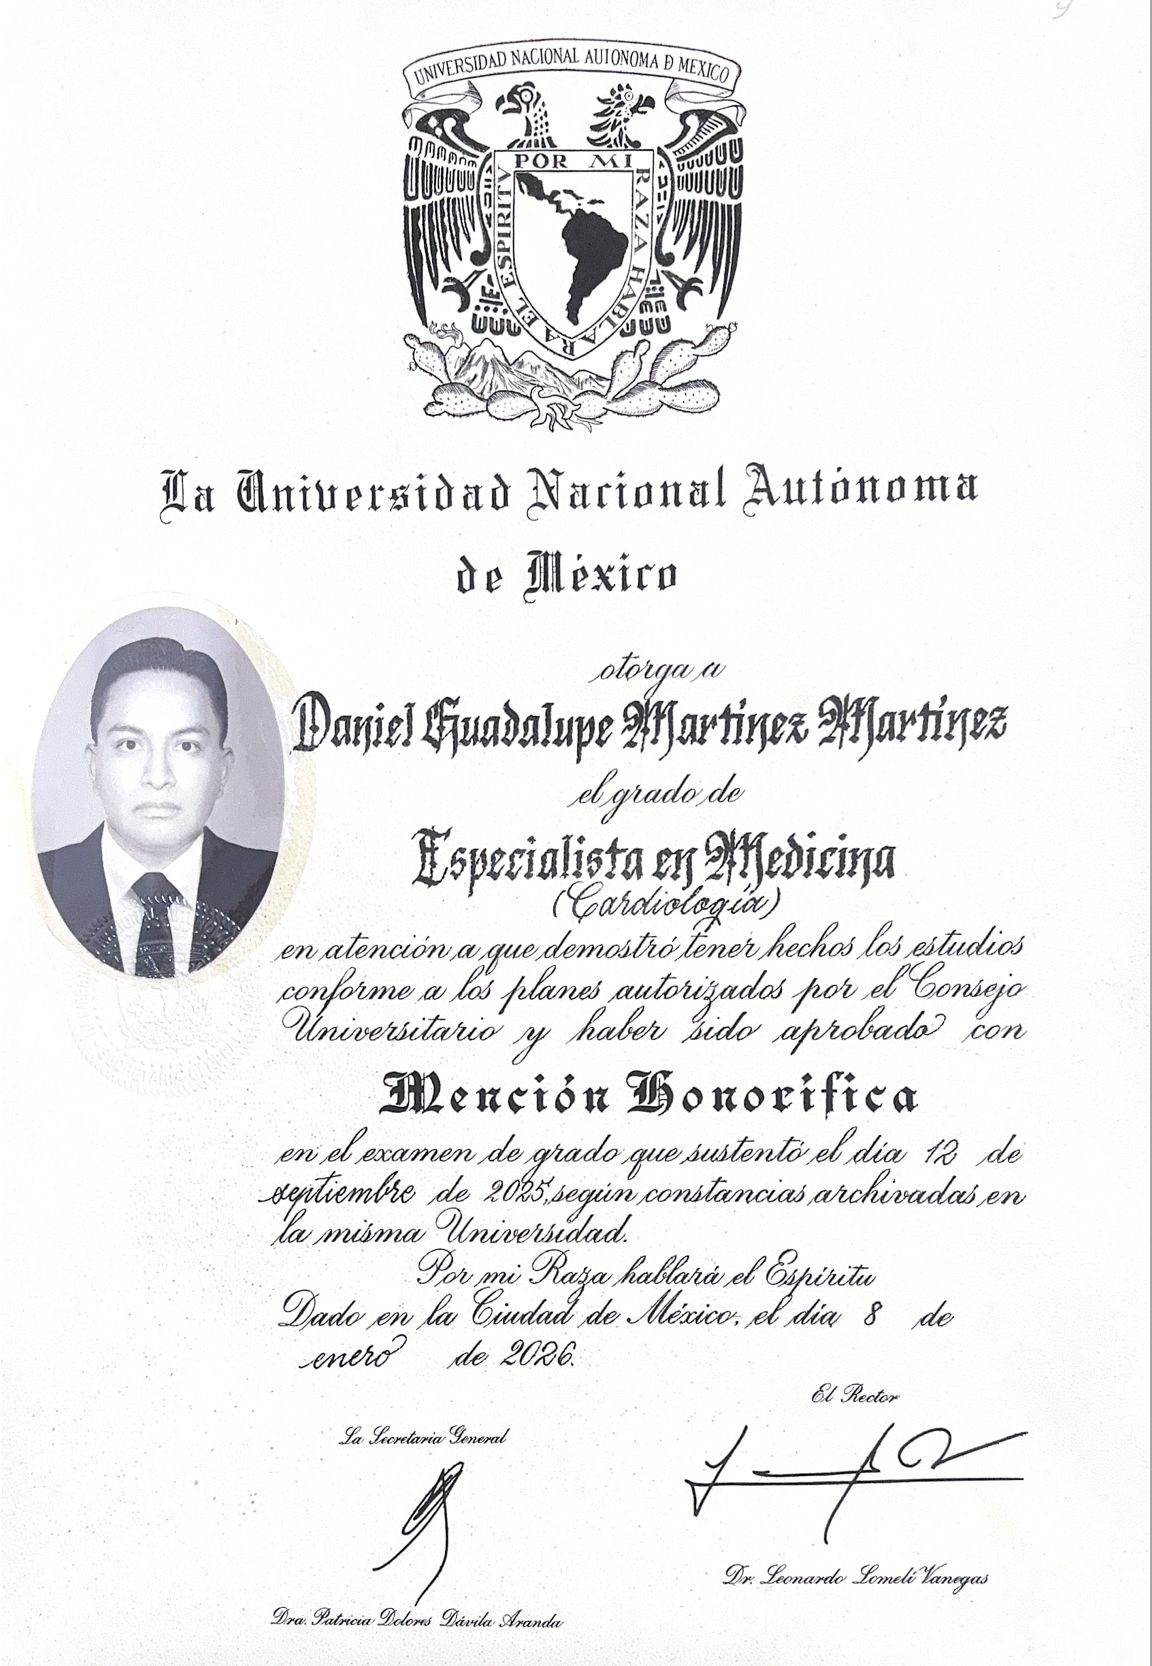 UNIVERSIDAD NACIONAL AUTONOMA D MEXICO
POR MI RAZA HABLARA EL ESPIRITV
La Universidad Nacional Autónoma
de México
otorga a
Daniel Guadalupe Martínez Martínez
el grado de
Especialista en Medicina
(Cardiología)
en atención a que demostró tener hechos los estudios
conforme a los planes autorizados por el Consejo
Universitario y haber sido aprobado con
Mención Honorífica
en el examen de grado que sustentó el día 12 de
septiembre de 2025, según constancias archivadas en
la misma Universidad.
Por mi Raza hablará el Espíritu
Dado en la Ciudad de México, el día 8 de
enero de 2026.
El Rector
La Secretaria General
Dr. Leonardo Lomelí Vanegas
Dra. Patricia Dolores Dávila Aranda